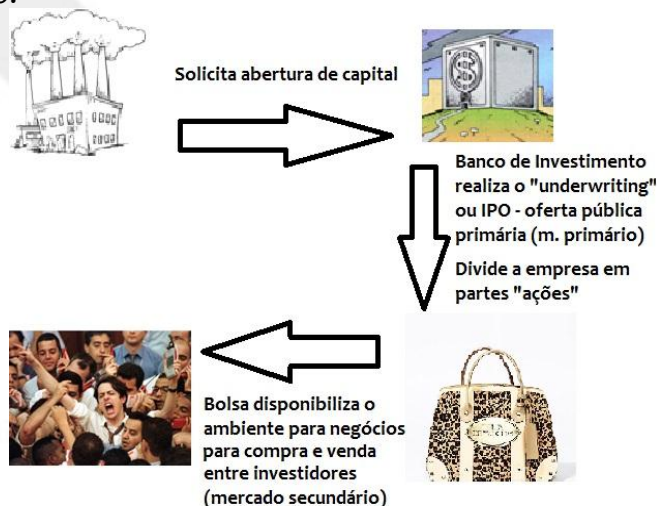 Solicita abertura de capital
Banco de Investimento
realiza o "underwriting"
ou IPO - oferta pública
primária (m. primário)
Divide a empresa em
partes "ações"
Bolsa disponibiliza o
ambiente para negócios
para compra e venda
entre investidores
(mercado secundário)